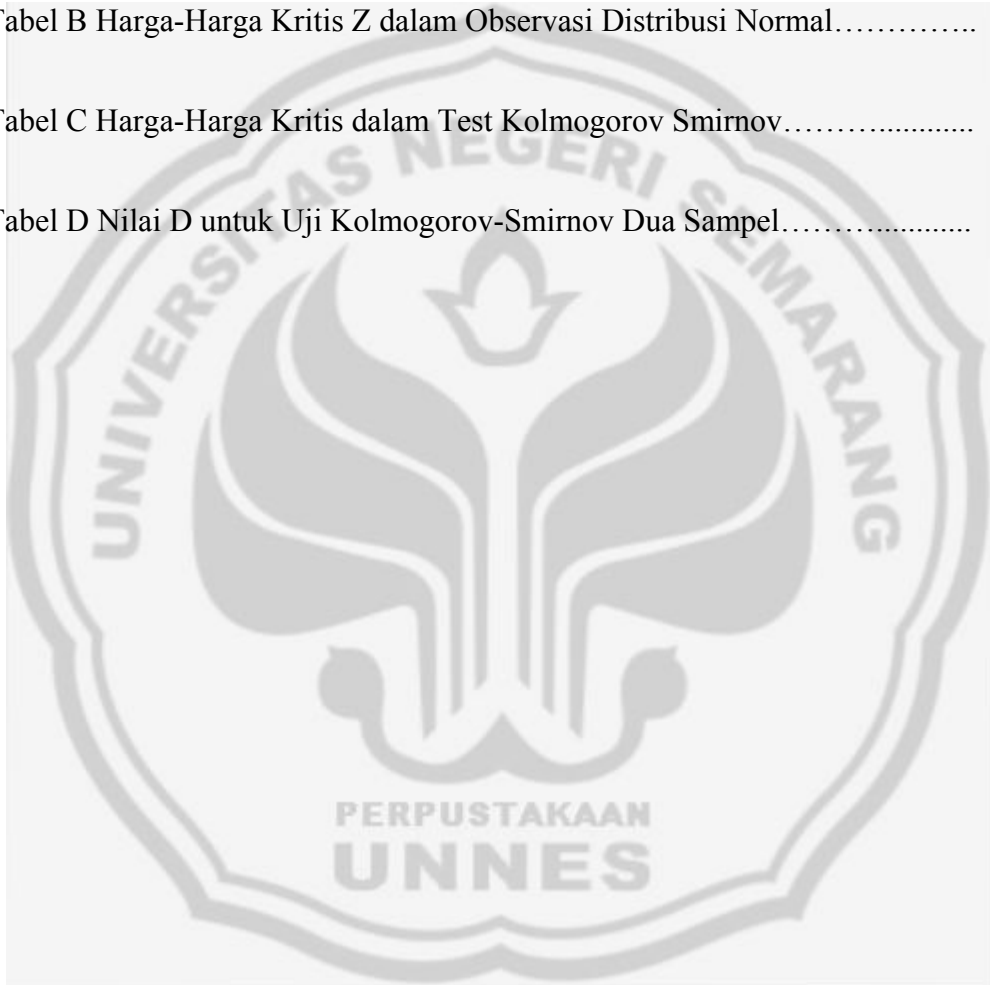 Tabel B Harga-Harga Kritis Z dalam Observasi Distribusi Normal…………..
Tabel C Harga-Harga Kritis dalam Test Kolmogorov Smirnov………............
Tabel D Nilai D untuk Uji Kolmogorov-Smirnov Dua Sampel………............
UNIVERSITAS NEGERI SEMARANG
PERPUSTAKAAN
UNNES